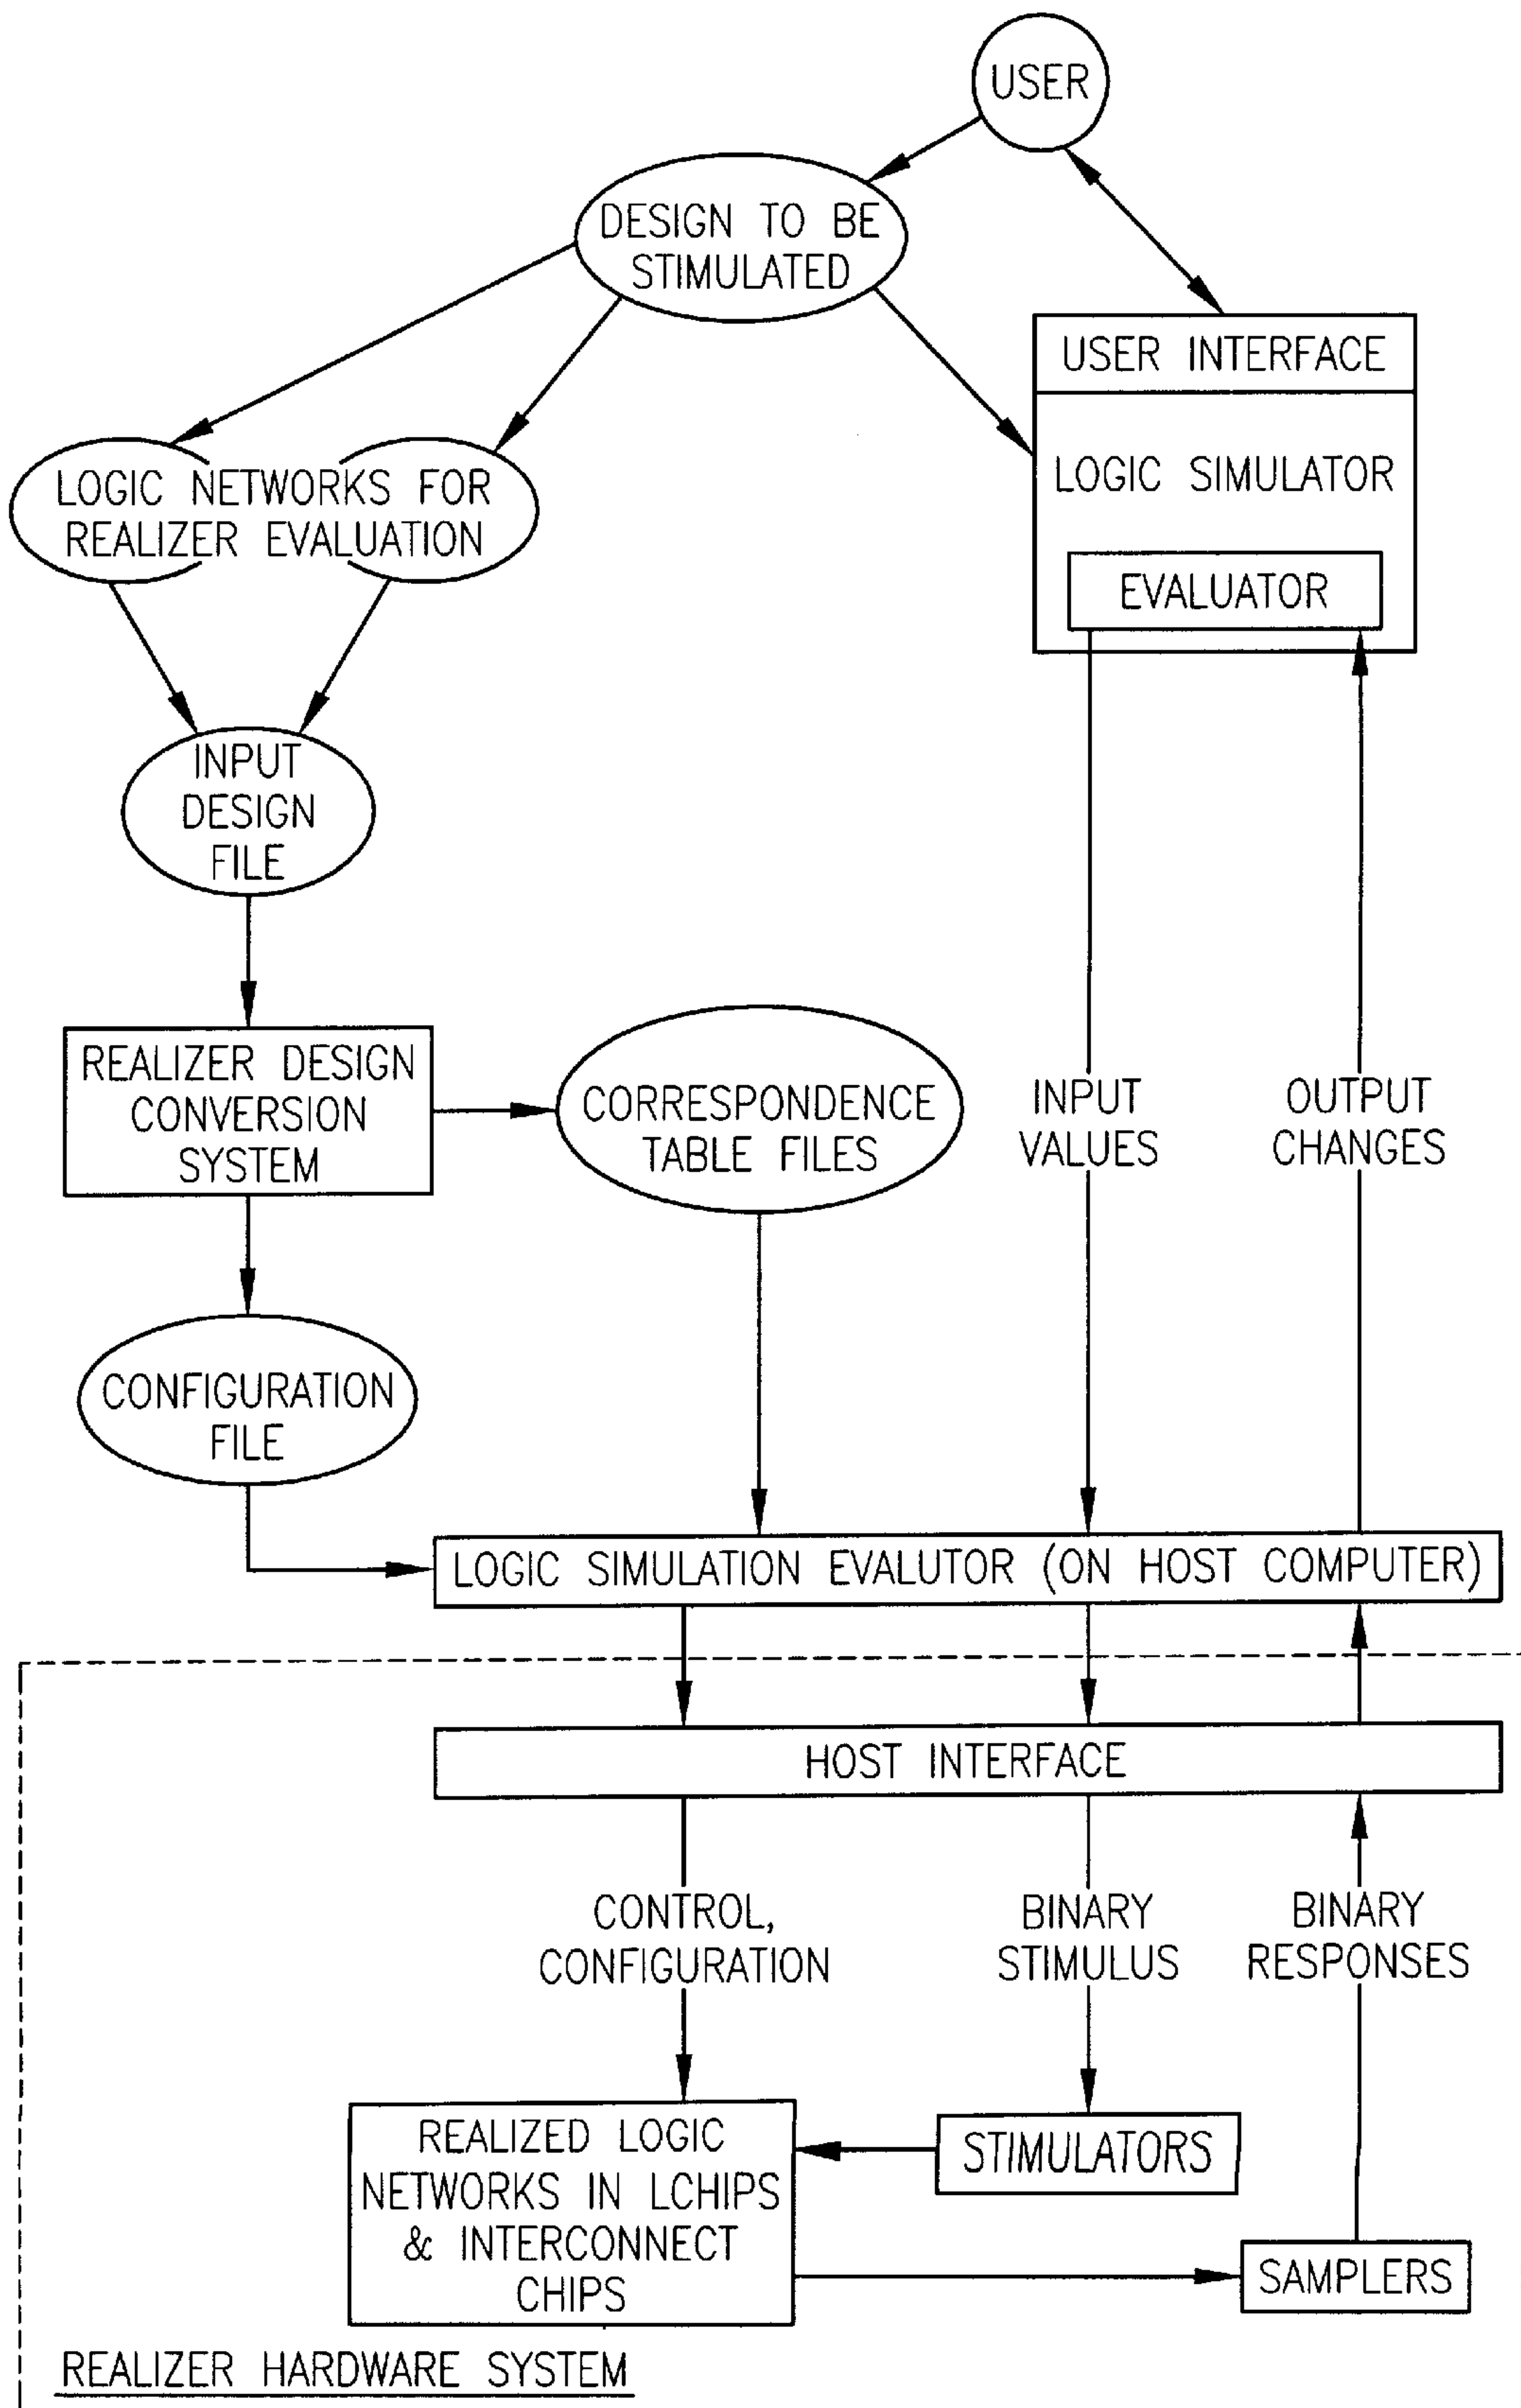 USER
DESIGN TO BE
STIMULATED
USER INTERFACE
LOGIC SIMULATOR
EVALUATOR
LOGIC NETWORKS FOR
REALIZER EVALUATION
INPUT
DESIGN
FILE
REALIZER DESIGN
CONVERSION
SYSTEM
CORRESPONDENCE
TABLE FILES
INPUT
VALUES
OUTPUT
CHANGES
CONFIGURATION
FILE
LOGIC SIMULATION EVALUTOR (ON HOST COMPUTER)
HOST INTERFACE
CONTROL,
CONFIGURATION
BINARY
STIMULUS
BINARY
RESPONSES
REALIZED LOGIC
NETWORKS IN LCHIPS
& INTERCONNECT
CHIPS
STIMULATORS
SAMPLERS
REALIZER HARDWARE SYSTEM